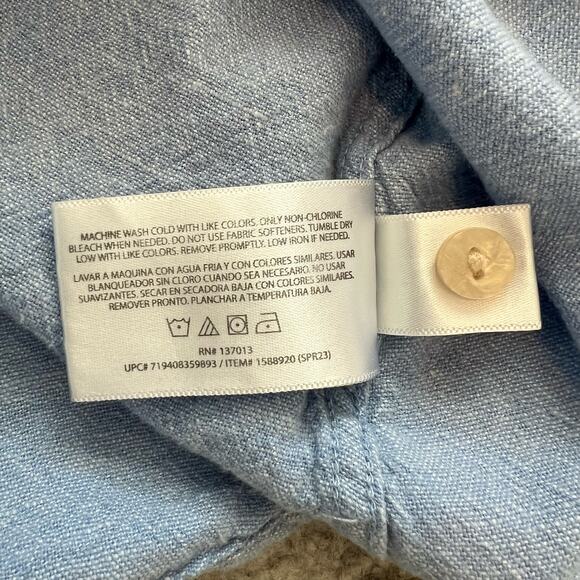 MACHINE WASH COLD WITH LIKE COLORS. ONLY NON-CHLORINE
BLEACH WHEN NEEDED. DO NOT USE FABRIC SOFTENERS. TUMBLE DRY
LOW WITH LIKE COLORS. REMOVE PROMPTLY. LOW IRON IF NEEDED.
LAVAR A MAQUINA CON AGUA FRIA Y CON COLORES SIMILARES. USAR
BLANQUEADOR SIN CLORO CUANDO SEA NECESARIO. NO USAR
SUAVIZANTES. SECAR EN SECADORA BAJA CON COLORES SIMILARES.
REMOVER PRONTO. PLANCHAR A TEMPERATURA BAJA.
RN# 137013
UPC# 719408359893 / ITEM# 1588920 (SPR23)